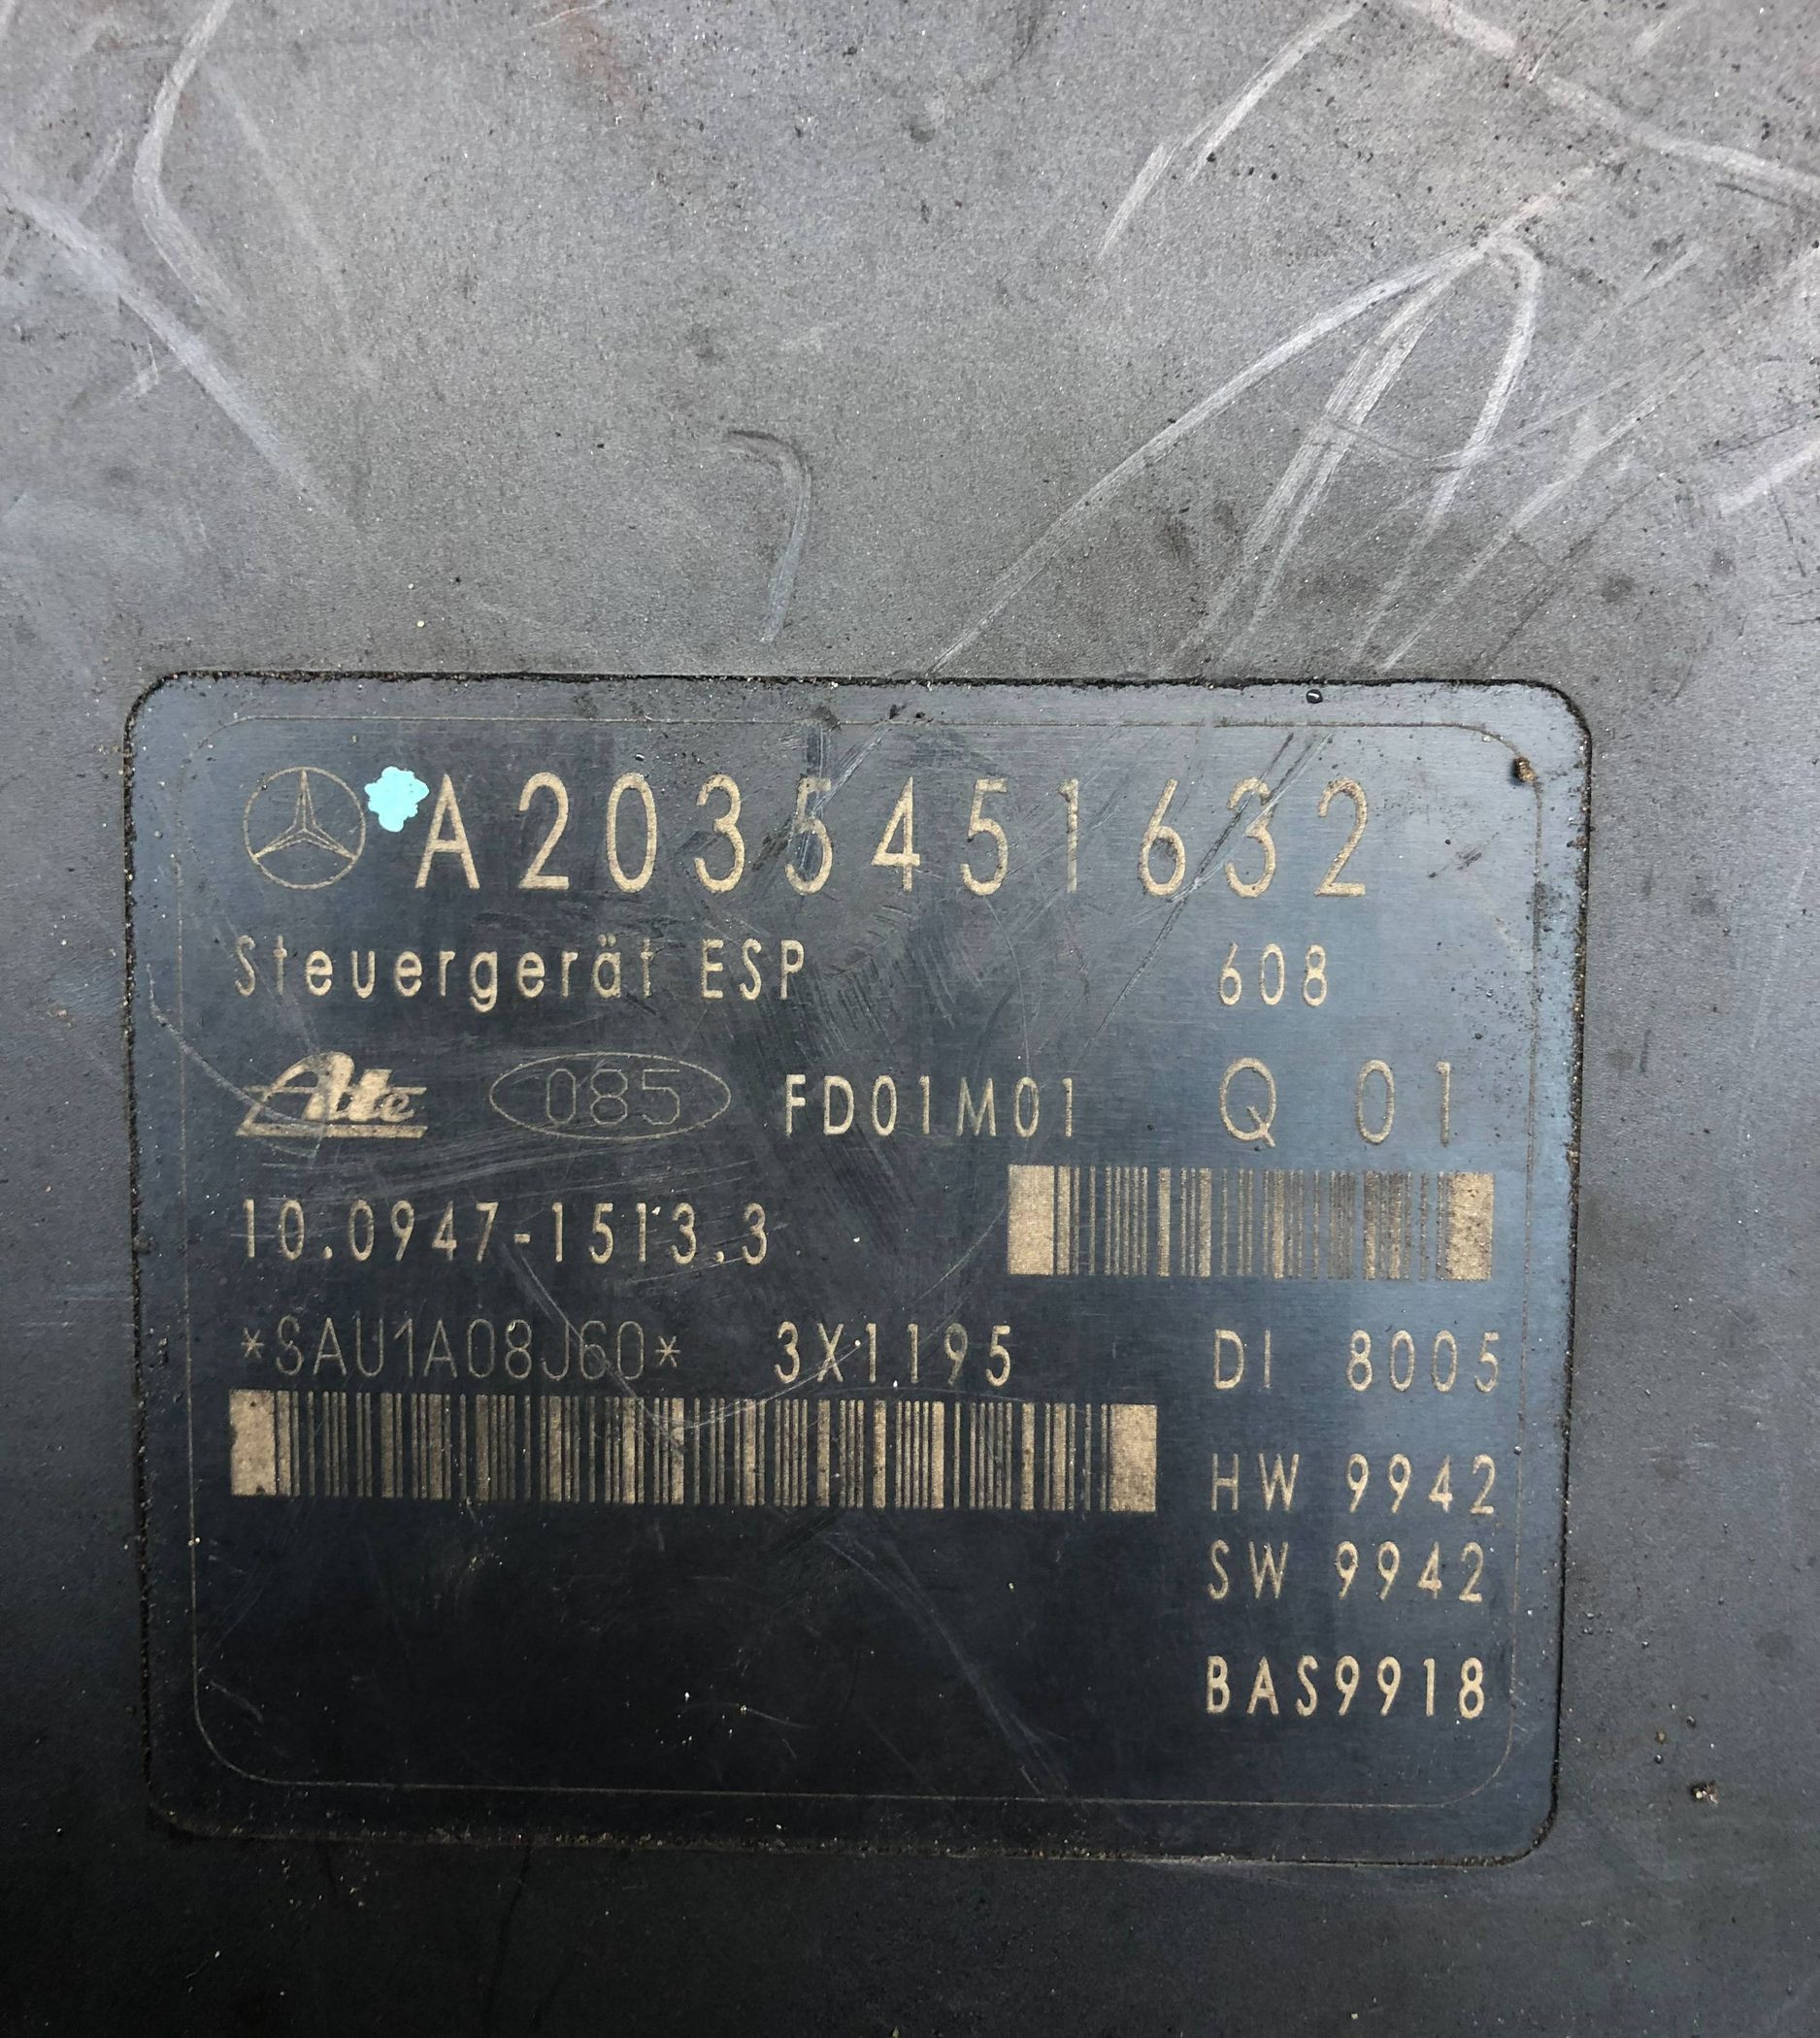 A2035451632
Steuergerät ESP 608
Ate 085 FD01M01 Q 01
10.0947-1513.3
*SAU1A08J60* 3X1195 DI 8005
HW 9942
SW 9942
BAS9918